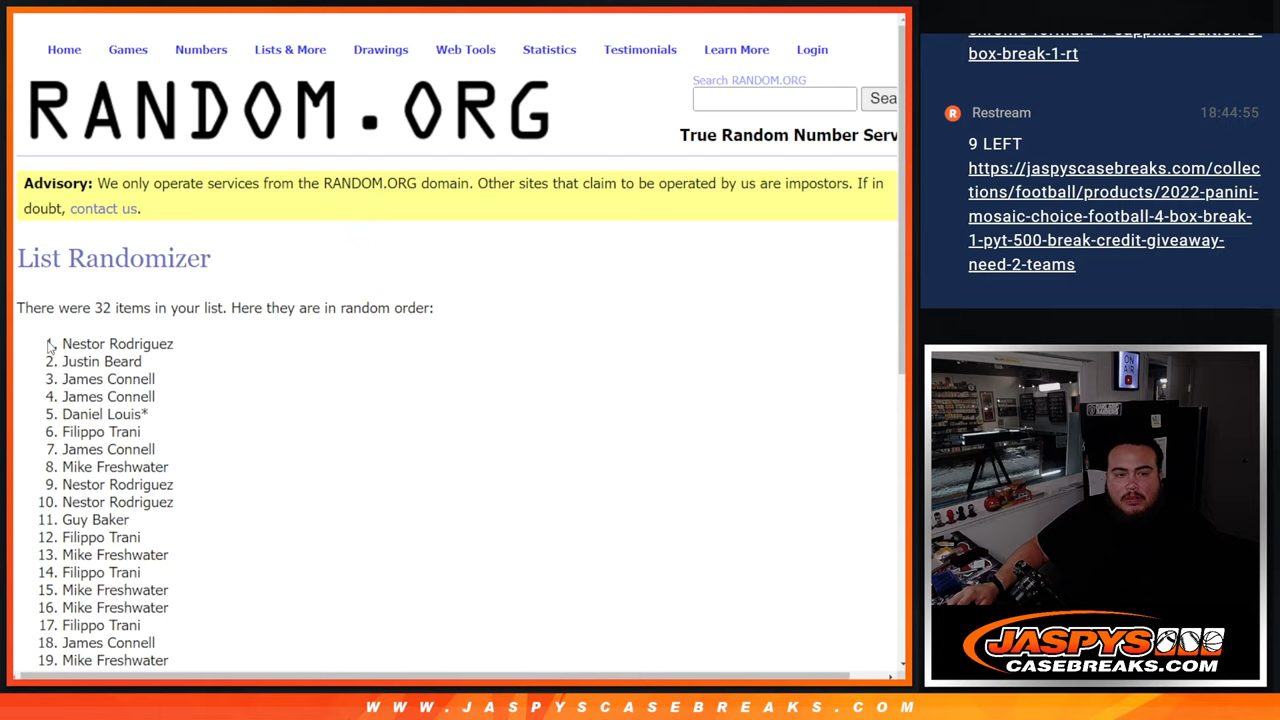 Home Games Numbers Lists & More Drawings Web Tools Statistics Testimonials Learn More Login
RANDOM.ORG
Search RANDOM.ORG
Sea
True Random Number Serv
Advisory: We only operate services from the RANDOM.ORG domain. Other sites that claim to be operated by us are impostors. If in
doubt, contact us.
List Randomizer
There were 32 items in your list. Here they are in random order:
Nestor Rodriguez
2. Justin Beard
3. James Connell
4. James Connell
5. Daniel Louis*
6. Filippo Trani
7. James Connell
8. Mike Freshwater
9. Nestor Rodriguez
10. Nestor Rodriguez
11. Guy Baker
12. Filippo Trani
13. Mike Freshwater
14. Filippo Trani
15. Mike Freshwater
16. Mike Freshwater
17. Filippo Trani
18. James Connell
19. Mike Freshwater
box-break-1-rt
R Restream 18:44:55
9 LEFT
https://jaspyscasebreaks.com/collec
tions/football/products/2022-panini-
mosaic-choice-football-4-box-break-
1-pyt-500-break-credit-giveaway-
need-2-teams
ON
AIR
JASPYS
CASEBREAKS.COM
WWW.JASPYSCASEBREAKS.COM